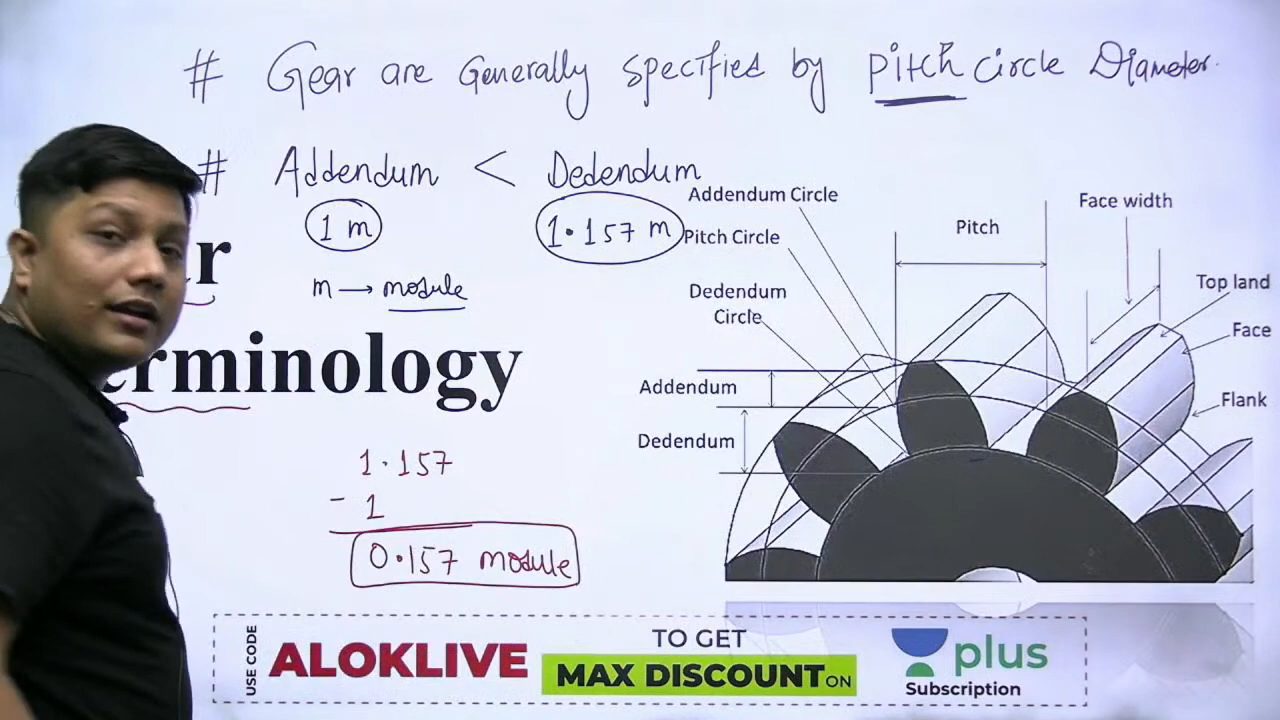 # Gear are Generally specified by Pitch Circle Diameter.
# Addendum < Dedendum
1 m
1.157 m
m → module
r
erminology
1.157
- 1
0.157 module
Addendum Circle
Pitch Circle
Dedendum
Circle
Addendum
Dedendum
Pitch
Face width
Top land
Face
Flank
USE CODE
ALOKLIVE
TO GET
MAX DISCOUNT ON
plus
Subscription